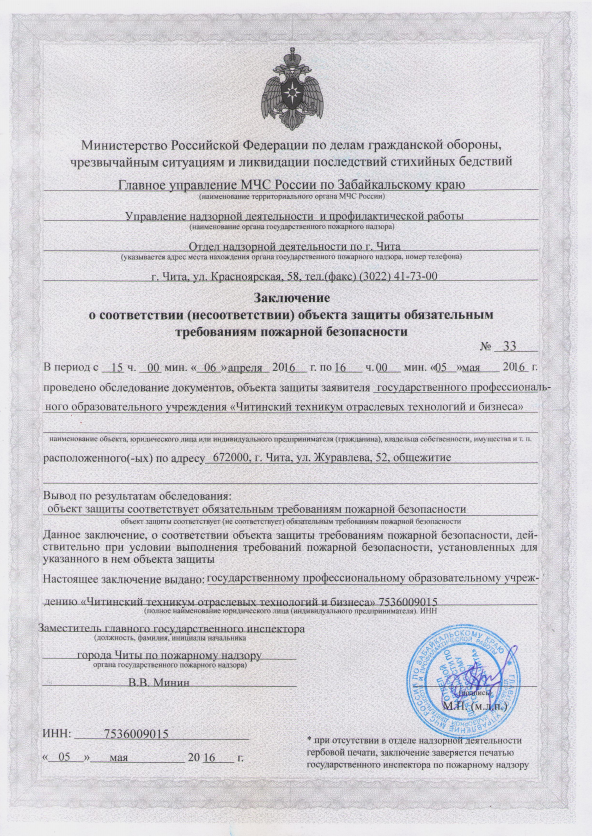 Министерство Российской Федерации по делам гражданской обороны,
чрезвычайным ситуациям и ликвидации последствий стихийных бедствий
Главное управление МЧС России по Забайкальскому краю
(наименование территориального органа МЧС России)
Управление надзорной деятельности и профилактической работы
(наименование органа государственного пожарного надзора)
Отдел надзорной деятельности по г. Чита
(указывается адрес места нахождения органа государственного пожарного надзора, номер телефона)
г. Чита, ул. Красноярская, 58, тел.(факс) (3022) 41-73-00
Заключение
о соответствии (несоответствии) объекта защиты обязательным
требованиям пожарной безопасности
№ 33
В период с 15 ч. 00 мин. « 06 » апреля 2016 г. по 16 ч. 00 мин. «05 » мая 2016 г.
проведено обследование документов, объекта защиты заявителя государственного профессиональ-
ного образовательного учреждения «Читинский техникум отраслевых технологий и бизнеса»
наименование объекта, юридического лица или индивидуального предпринимателя (гражданина), владельца собственности, имущества и т. п.
расположенного(-ых) по адресу 672000, г. Чита, ул. Журавлева, 52, общежитие
Вывод по результатам обследования:
объект защиты соответствует обязательным требованиям пожарной безопасности
объект защиты соответствует (не соответствует) обязательным требованиям пожарной безопасности
Данное заключение, о соответствии объекта защиты требованиям пожарной безопасности, дей-
ствительно при условии выполнения требований пожарной безопасности, установленных для
указанного в нем объекта защиты
Настоящее заключение выдано: государственному профессиональному образовательному учреж-
дению «Читинский техникум отраслевых технологий и бизнеса» 7536009015
(полное наименование юридического лица (индивидуального предпринимателя). ИНН
Заместитель главного государственного инспектора
(должность, фамилия, инициалы начальника
города Читы по пожарному надзору
органа государственного пожарного надзора)
В.В. Минин
(подпись)
М.П. (м.л.п.)
ИНН: 7536009015
« 05 » мая 20 16 г.
* при отсутствии в отделе надзорной деятельности
гербовой печати, заключение заверяется печатью
государственного инспектора по пожарному надзору